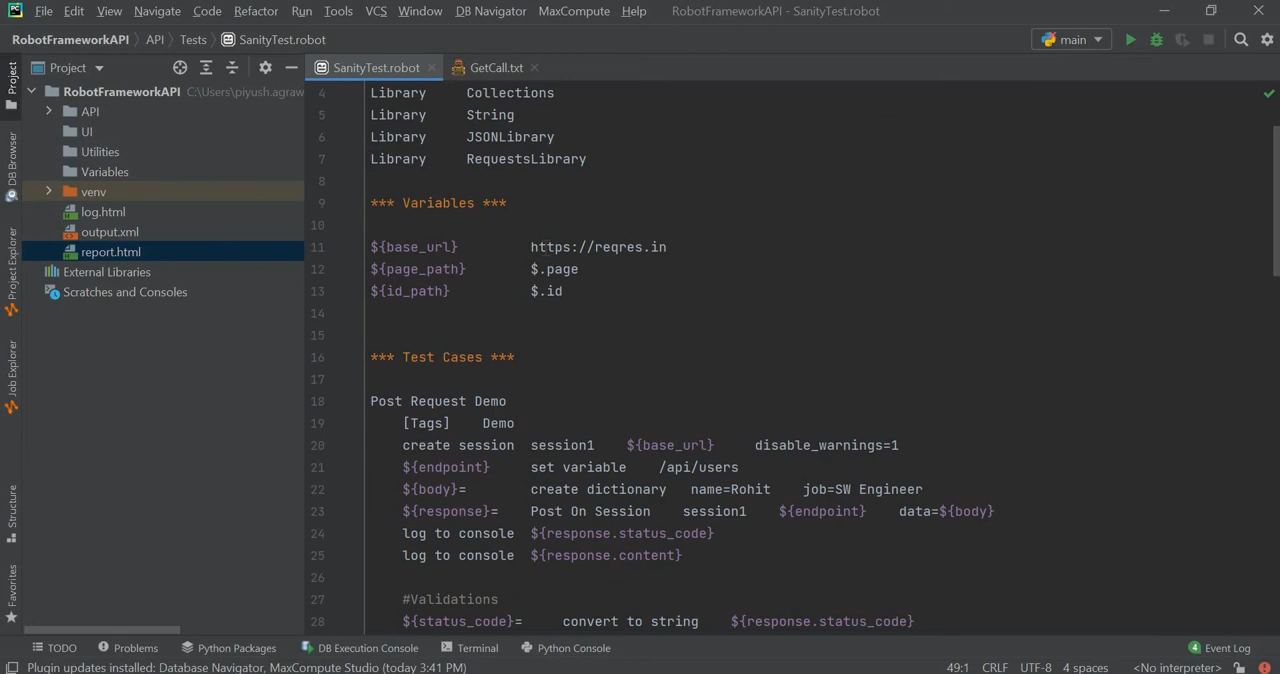 PC File Edit View Navigate Code Refactor Run Tools VCS Window DB Navigator MaxCompute Help RobotFrameworkAPI - SanityTest.robot
RobotFrameworkAPI API Tests SanityTest.robot main
Project SanityTest.robot GetCall.txt
RobotFrameworkAPI C:\Users\piyush.agraw
API
UI
Utilities
Variables
venv
log.html
output.xml
report.html
External Libraries
Scratches and Consoles
Project
DB Browser
Project Explorer
Job Explorer
Structure
Favorites
4 Library Collections
5 Library String
6 Library JSONLibrary
7 Library RequestsLibrary
8
9 *** Variables ***
10
11 ${base_url} https://reqres.in
12 ${page_path} $.page
13 ${id_path} $.id
14
15
16 *** Test Cases ***
17
18 Post Request Demo
19 [Tags] Demo
20 create session session1 ${base_url} disable_warnings=1
21 ${endpoint} set variable /api/users
22 ${body}= create dictionary name=Rohit job=SW Engineer
23 ${response}= Post On Session session1 ${endpoint} data=${body}
24 log to console ${response.status_code}
25 log to console ${response.content}
26
27 #Validations
28 ${status_code}= convert to string ${response.status_code}
TODO Problems Python Packages DB Execution Console Terminal Python Console 4 Event Log
Plugin updates installed: Database Navigator, MaxCompute Studio (today 3:41 PM) 49:1 CRLF UTF-8 4 spaces <No interpreter>